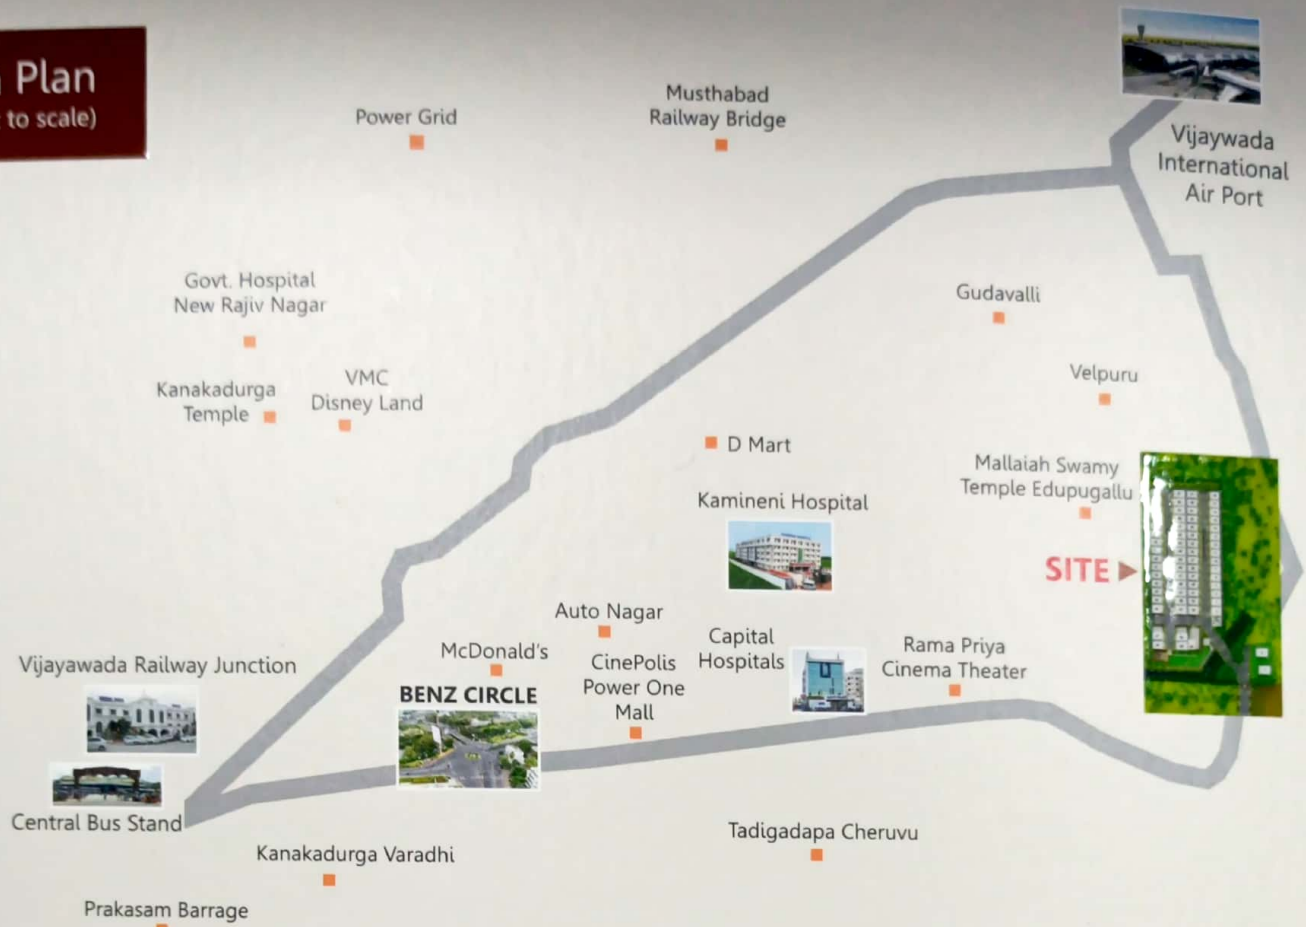 Plan
to scale)
Power Grid
Musthabad
Railway Bridge
Vijaywada
International
Air Port
Govt. Hospital
New Rajiv Nagar
Gudavalli
Kanakadurga
Temple
VMC
Disney Land
Velpuru
D Mart
Mallaiah Swamy
Temple Edupugallu
Kamineni Hospital
SITE
Auto Nagar
McDonald's
BENZ CIRCLE
CinePolis
Power One
Mall
Capital
Hospitals
Rama Priya
Cinema Theater
Vijayawada Railway Junction
Central Bus Stand
Tadigadapa Cheruvu
Kanakadurga Varadhi
Prakasam Barrage